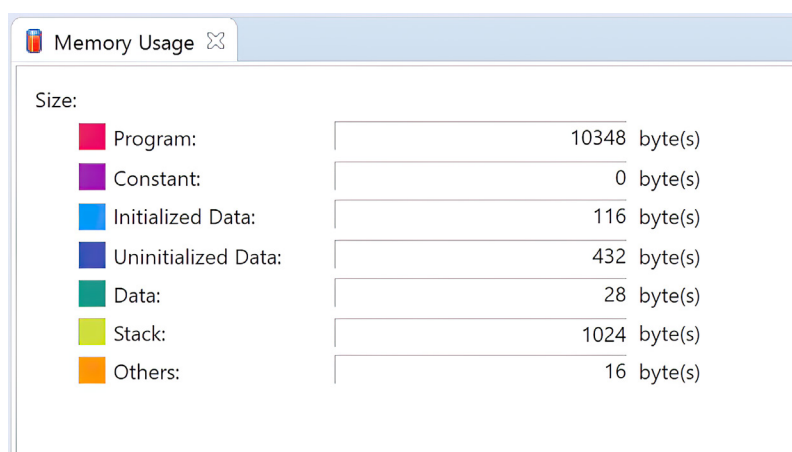 Memory Usage
Size:
Program: 10348 byte(s)
Constant: 0 byte(s)
Initialized Data: 116 byte(s)
Uninitialized Data: 432 byte(s)
Data: 28 byte(s)
Stack: 1024 byte(s)
Others: 16 byte(s)